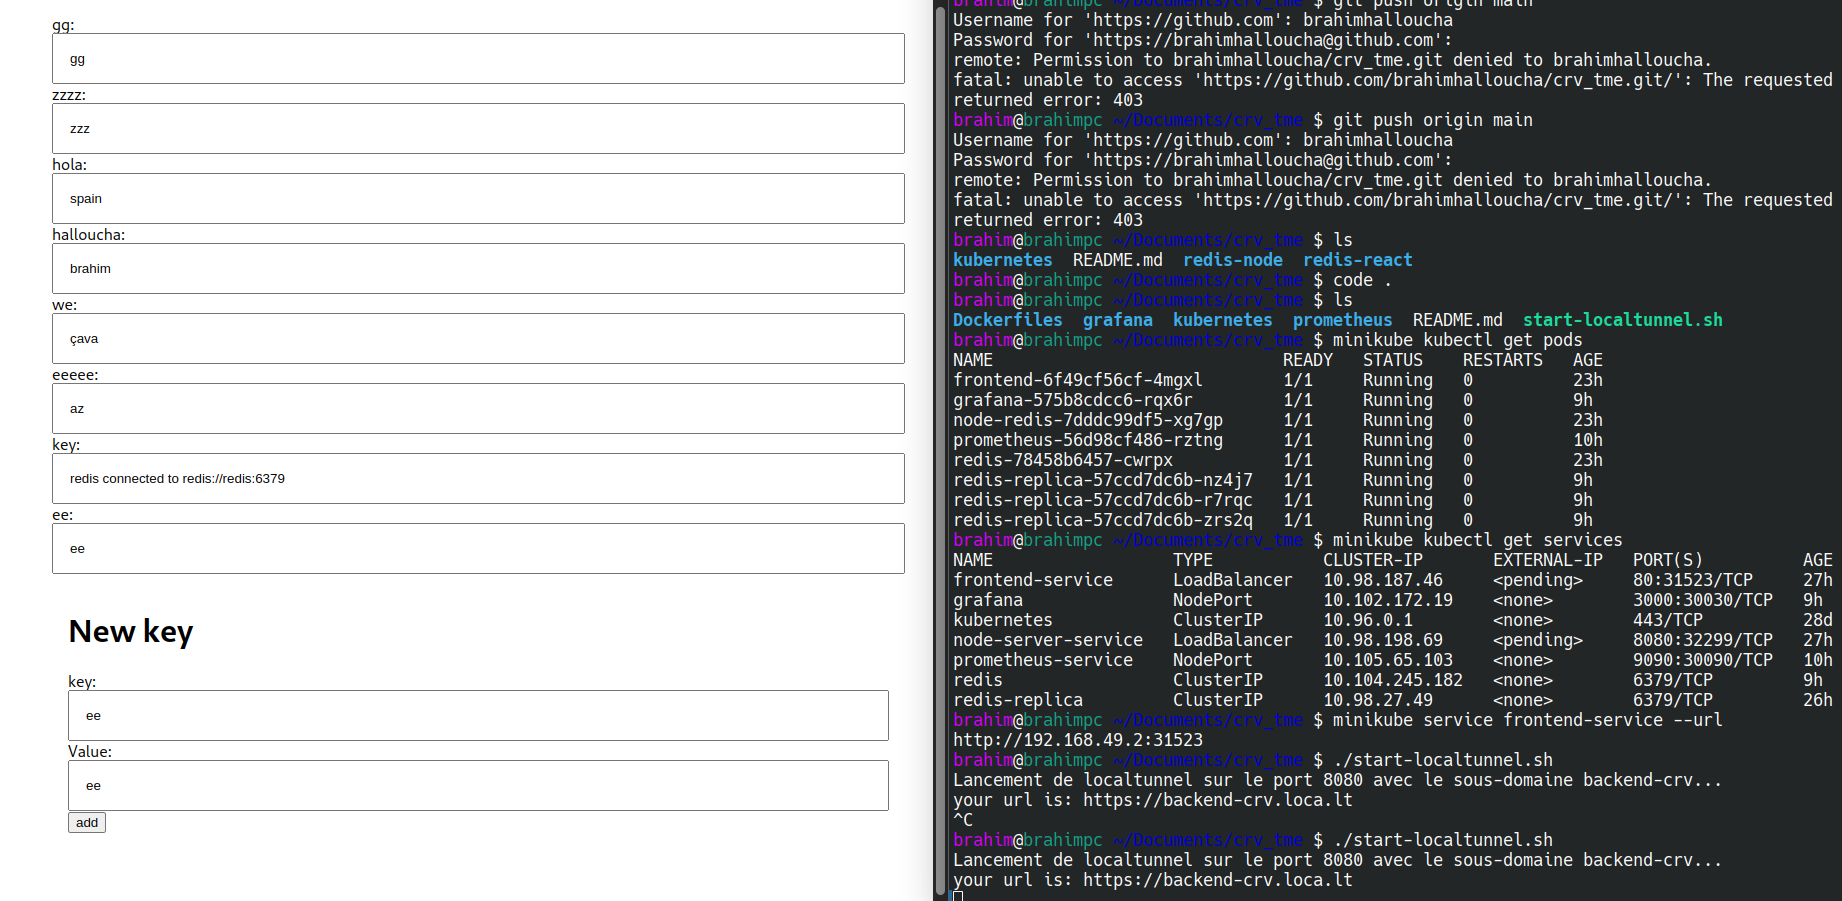 gg:
gg
zzzz:
zzz
hola:
spain
halloucha:
brahim
we:
çava
eeeee:
az
key:
redis connected to redis://redis:6379
ee:
ee
New key
key:
ee
Value:
ee
add
brahim@brahimpc ~/Documents/crv_tme $ git push origin main
Username for 'https://github.com': brahimhalloucha
Password for 'https://brahimhalloucha@github.com':
remote: Permission to brahimhalloucha/crv_tme.git denied to brahimhalloucha.
fatal: unable to access 'https://github.com/brahimhalloucha/crv_tme.git/': The requested
returned error: 403
brahim@brahimpc ~/Documents/crv_tme $ git push origin main
Username for 'https://github.com': brahimhalloucha
Password for 'https://brahimhalloucha@github.com':
remote: Permission to brahimhalloucha/crv_tme.git denied to brahimhalloucha.
fatal: unable to access 'https://github.com/brahimhalloucha/crv_tme.git/': The requested
returned error: 403
brahim@brahimpc ~/Documents/crv_tme $ ls
kubernetes README.md redis-node redis-react
brahim@brahimpc ~/Documents/crv_tme $ code .
brahim@brahimpc ~/Documents/crv_tme $ ls
Dockerfiles grafana kubernetes prometheus README.md start-localtunnel.sh
brahim@brahimpc ~/Documents/crv_tme $ minikube kubectl get pods
NAME READY STATUS RESTARTS AGE
frontend-6f49cf56cf-4mgxl 1/1 Running 0 23h
grafana-575b8cdcc6-rqx6r 1/1 Running 0 9h
node-redis-7dddc99df5-xg7gp 1/1 Running 0 23h
prometheus-56d98cf486-rztng 1/1 Running 0 10h
redis-78458b6457-cwrpx 1/1 Running 0 23h
redis-replica-57ccd7dc6b-nz4j7 1/1 Running 0 9h
redis-replica-57ccd7dc6b-r7rqc 1/1 Running 0 9h
redis-replica-57ccd7dc6b-zrs2q 1/1 Running 0 9h
brahim@brahimpc ~/Documents/crv_tme $ minikube kubectl get services
NAME TYPE CLUSTER-IP EXTERNAL-IP PORT(S) AGE
frontend-service LoadBalancer 10.98.187.46 <pending> 80:31523/TCP 27h
grafana NodePort 10.102.172.19 <none> 3000:30030/TCP 9h
kubernetes ClusterIP 10.96.0.1 <none> 443/TCP 28d
node-server-service LoadBalancer 10.98.198.69 <pending> 8080:32299/TCP 27h
prometheus-service NodePort 10.105.65.103 <none> 9090:30090/TCP 10h
redis ClusterIP 10.104.245.182 <none> 6379/TCP 9h
redis-replica ClusterIP 10.98.27.49 <none> 6379/TCP 26h
brahim@brahimpc ~/Documents/crv_tme $ minikube service frontend-service --url
http://192.168.49.2:31523
brahim@brahimpc ~/Documents/crv_tme $ ./start-localtunnel.sh
Lancement de localtunnel sur le port 8080 avec le sous-domaine backend-crv...
your url is: https://backend-crv.loca.lt
^C
brahim@brahimpc ~/Documents/crv_tme $ ./start-localtunnel.sh
Lancement de localtunnel sur le port 8080 avec le sous-domaine backend-crv...
your url is: https://backend-crv.loca.lt